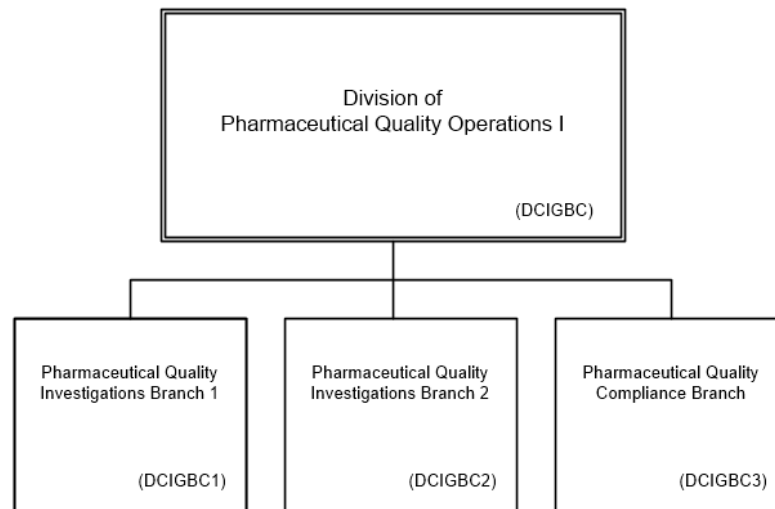 Division of
Pharmaceutical Quality Operations I
(DCIGBC)
Pharmaceutical Quality
Investigations Branch 1
(DCIGBC1)
Pharmaceutical Quality
Investigations Branch 2
(DCIGBC2)
Pharmaceutical Quality
Compliance Branch
(DCIGBC3)